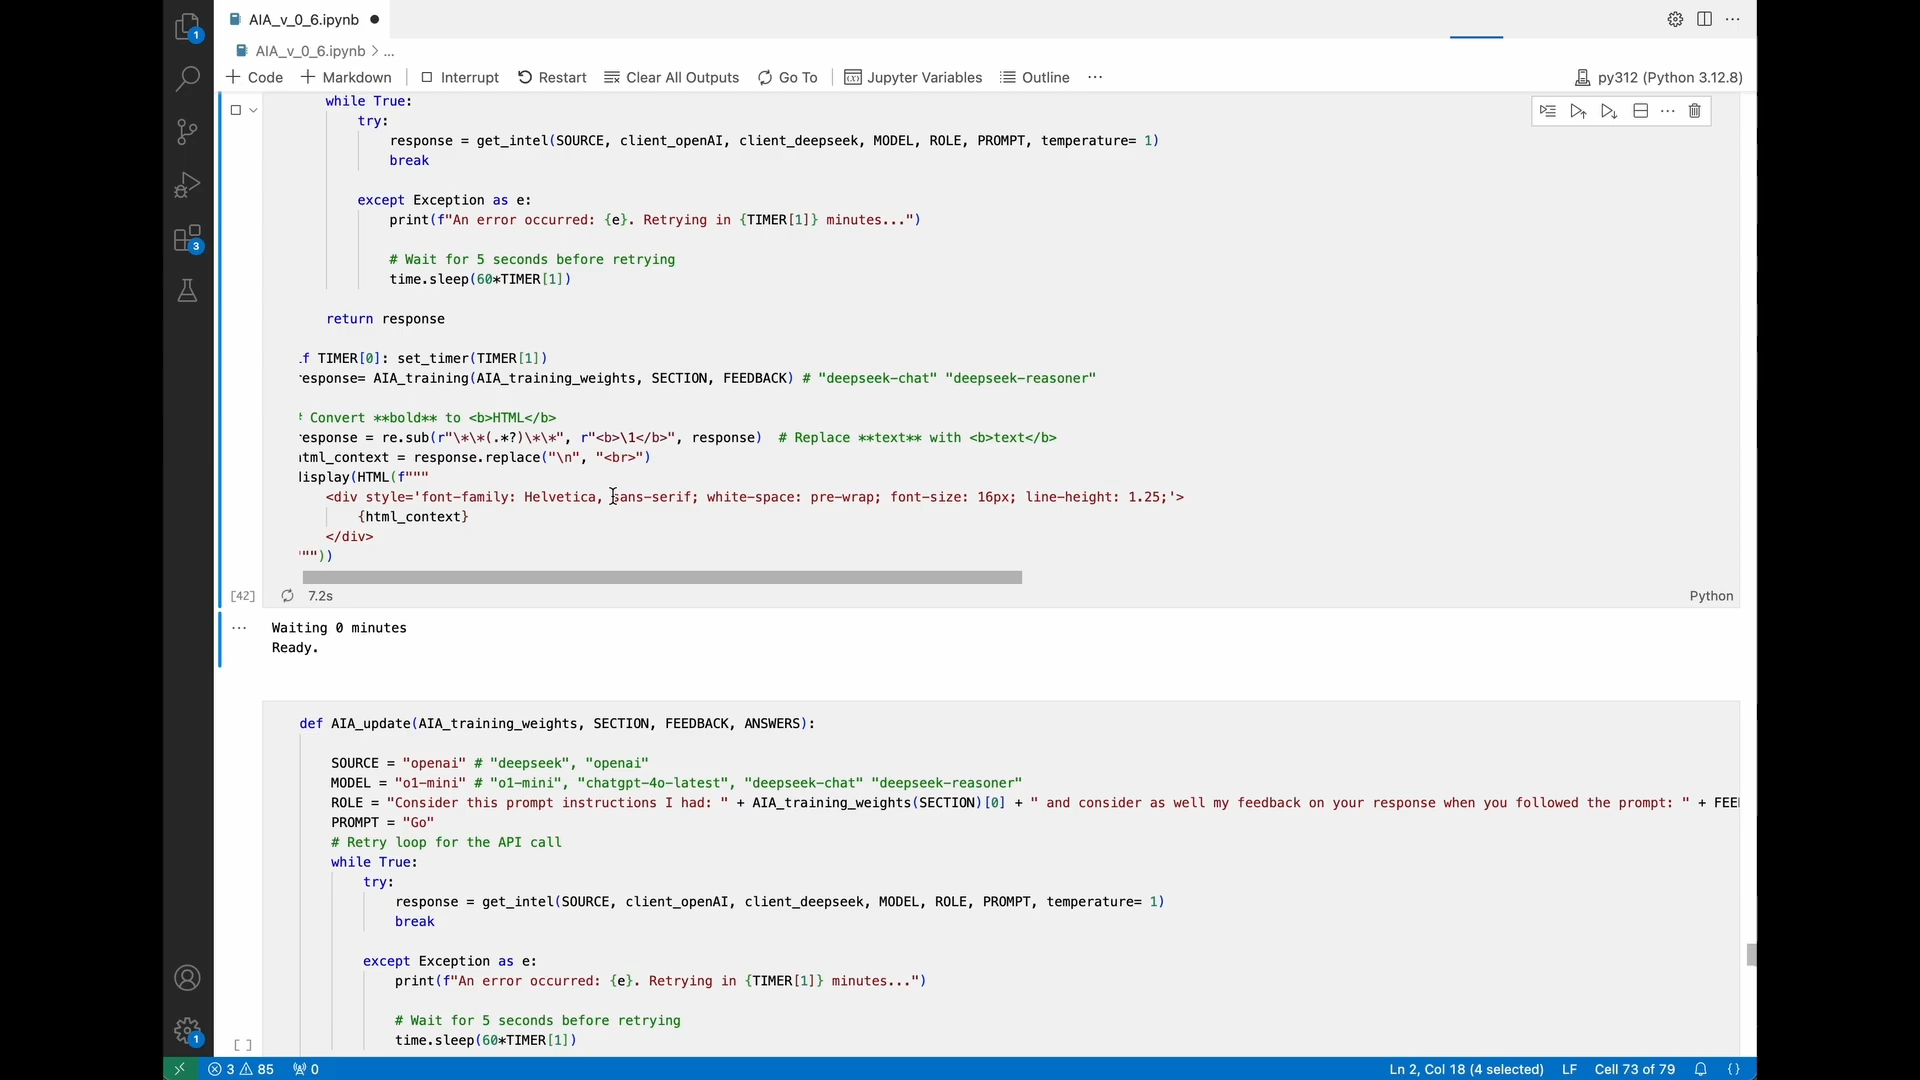 AIA_v_0_6.ipynb ●
AIA_v_0_6.ipynb > ...
+ Code + Markdown Interrupt Restart Clear All Outputs Go To Jupyter Variables Outline ... py312 (Python 3.12.8)
while True:
try:
response = get_intel(SOURCE, client_openAI, client_deepseek, MODEL, ROLE, PROMPT, temperature= 1)
break
except Exception as e:
print(f"An error occurred: {e}. Retrying in {TIMER[1]} minutes...")
# Wait for 5 seconds before retrying
time.sleep(60*TIMER[1])
return response
if TIMER[0]: set_timer(TIMER[1])
response= AIA_training(AIA_training_weights, SECTION, FEEDBACK) # "deepseek-chat" "deepseek-reasoner"
# Convert **bold** to <b>HTML</b>
response = re.sub(r"\*\*(.*?)\*\*", r"<b>\1</b>", response)  # Replace **text** with <b>text</b>
html_context = response.replace("\n", "<br>")
display(HTML(f"""
<div style='font-family: Helvetica, sans-serif; white-space: pre-wrap; font-size: 16px; line-height: 1.25;'>
{html_context}
</div>
"""))
[42] 7.2s Python
... Waiting 0 minutes
Ready.
def AIA_update(AIA_training_weights, SECTION, FEEDBACK, ANSWERS):
SOURCE = "openai" # "deepseek", "openai"
MODEL = "o1-mini" # "o1-mini", "chatgpt-4o-latest", "deepseek-chat" "deepseek-reasoner"
ROLE = "Consider this prompt instructions I had: " + AIA_training_weights(SECTION)[0] + " and consider as well my feedback on your response when you followed the prompt: " + FEE
PROMPT = "Go"
# Retry loop for the API call
while True:
try:
response = get_intel(SOURCE, client_openAI, client_deepseek, MODEL, ROLE, PROMPT, temperature= 1)
break
except Exception as e:
print(f"An error occurred: {e}. Retrying in {TIMER[1]} minutes...")
# Wait for 5 seconds before retrying
time.sleep(60*TIMER[1])
[ ]
1
3
1
3 85 0 Ln 2, Col 18 (4 selected) LF Cell 73 of 79 {}